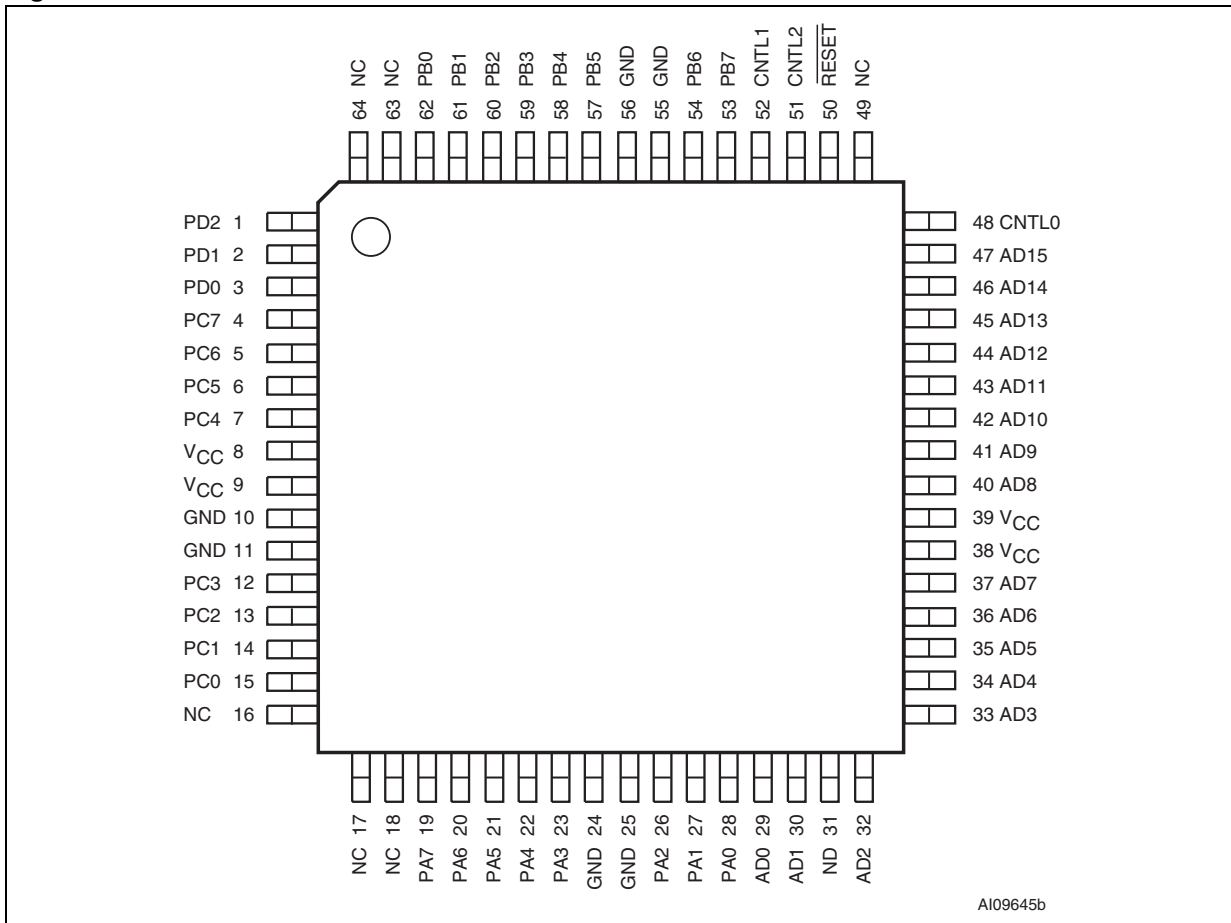 64 NC
63 NC
62 PB0
61 PB1
60 PB2
59 PB3
58 PB4
57 PB5
56 GND
55 GND
54 PB6
53 PB7
52 CNTL1
51 CNTL2
50 RESET
49 NC
PD2 1
PD1 2
PD0 3
PC7 4
PC6 5
PC5 6
PC4 7
VCC 8
VCC 9
GND 10
GND 11
PC3 12
PC2 13
PC1 14
PC0 15
NC 16
48 CNTL0
47 AD15
46 AD14
45 AD13
44 AD12
43 AD11
42 AD10
41 AD9
40 AD8
39 VCC
38 VCC
37 AD7
36 AD6
35 AD5
34 AD4
33 AD3
NC 17
NC 18
PA7 19
PA6 20
PA5 21
PA4 22
PA3 23
GND 24
GND 25
PA2 26
PA1 27
PA0 28
AD0 29
AD1 30
ND 31
AD2 32
AI09645b